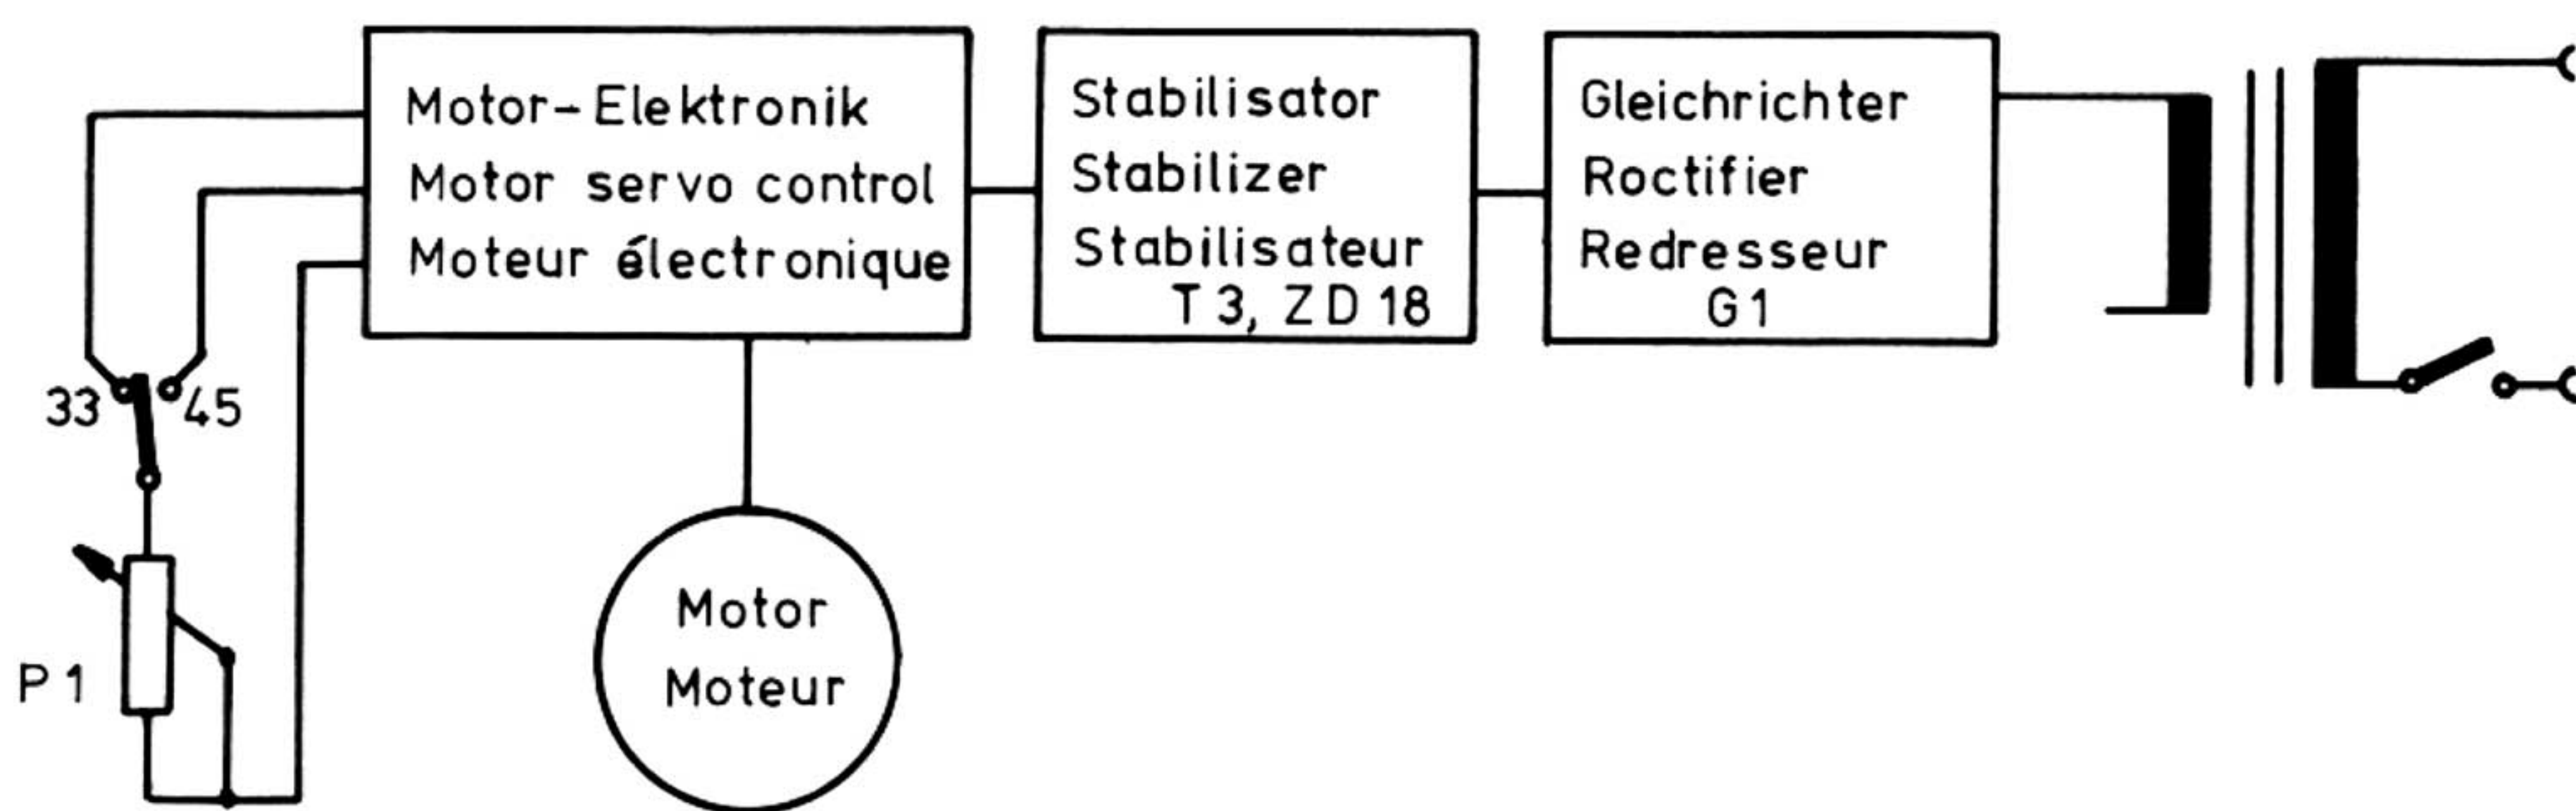 Motor-Elektronik
Motor servo control
Moteur électronique
Stabilisator
Stabilizer
Stabilisateur
T 3, ZD 18
Gleichrichter
Roctifier
Redresseur
G1
33
45
P 1
Motor
Moteur